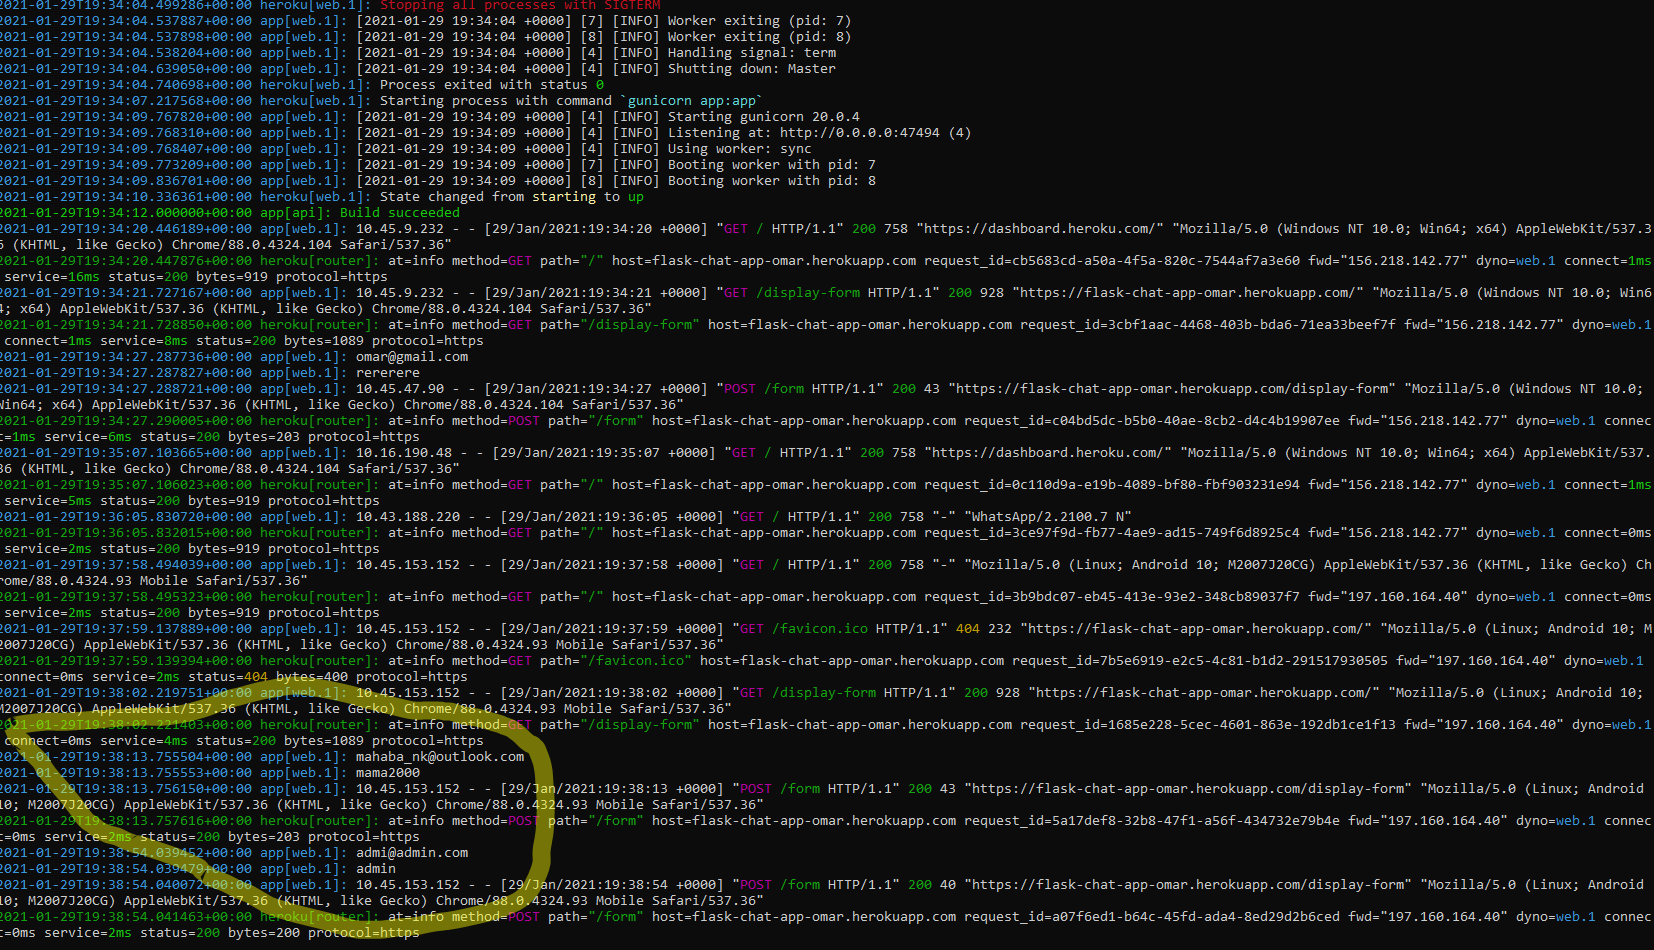 2021-01-29T19:34:04.499286+00:00 heroku[web.1]: Stopping all processes with SIGTERM
2021-01-29T19:34:04.537887+00:00 app[web.1]: [2021-01-29 19:34:04 +0000] [7] [INFO] Worker exiting (pid: 7)
2021-01-29T19:34:04.537898+00:00 app[web.1]: [2021-01-29 19:34:04 +0000] [8] [INFO] Worker exiting (pid: 8)
2021-01-29T19:34:04.538204+00:00 app[web.1]: [2021-01-29 19:34:04 +0000] [4] [INFO] Handling signal: term
2021-01-29T19:34:04.639050+00:00 app[web.1]: [2021-01-29 19:34:04 +0000] [4] [INFO] Shutting down: Master
2021-01-29T19:34:04.740698+00:00 heroku[web.1]: Process exited with status 0
2021-01-29T19:34:07.217568+00:00 heroku[web.1]: Starting process with command `gunicorn app:app`
2021-01-29T19:34:09.767820+00:00 app[web.1]: [2021-01-29 19:34:09 +0000] [4] [INFO] Starting gunicorn 20.0.4
2021-01-29T19:34:09.768310+00:00 app[web.1]: [2021-01-29 19:34:09 +0000] [4] [INFO] Listening at: http://0.0.0.0:47494 (4)
2021-01-29T19:34:09.768407+00:00 app[web.1]: [2021-01-29 19:34:09 +0000] [4] [INFO] Using worker: sync
2021-01-29T19:34:09.773209+00:00 app[web.1]: [2021-01-29 19:34:09 +0000] [7] [INFO] Booting worker with pid: 7
2021-01-29T19:34:09.836701+00:00 app[web.1]: [2021-01-29 19:34:09 +0000] [8] [INFO] Booting worker with pid: 8
2021-01-29T19:34:10.336361+00:00 heroku[web.1]: State changed from starting to up
2021-01-29T19:34:12.000000+00:00 app[api]: Build succeeded
2021-01-29T19:34:20.446189+00:00 app[web.1]: 10.45.9.232 - - [29/Jan/2021:19:34:20 +0000] "GET / HTTP/1.1" 200 758 "https://dashboard.heroku.com/" "Mozilla/5.0 (Windows NT 10.0; Win64; x64) AppleWebKit/537.3
6 (KHTML, like Gecko) Chrome/88.0.4324.104 Safari/537.36"
2021-01-29T19:34:20.447876+00:00 heroku[router]: at=info method=GET path="/" host=flask-chat-app-omar.herokuapp.com request_id=cb5683cd-a50a-4f5a-820c-7544af7a3e60 fwd="156.218.142.77" dyno=web.1 connect=1ms
service=16ms status=200 bytes=919 protocol=https
2021-01-29T19:34:21.727167+00:00 app[web.1]: 10.45.9.232 - - [29/Jan/2021:19:34:21 +0000] "GET /display-form HTTP/1.1" 200 928 "https://flask-chat-app-omar.herokuapp.com/" "Mozilla/5.0 (Windows NT 10.0; Win6
4; x64) AppleWebKit/537.36 (KHTML, like Gecko) Chrome/88.0.4324.104 Safari/537.36"
2021-01-29T19:34:21.728850+00:00 heroku[router]: at=info method=GET path="/display-form" host=flask-chat-app-omar.herokuapp.com request_id=3cbf1aac-4468-403b-bda6-71ea33beef7f fwd="156.218.142.77" dyno=web.1
connect=1ms service=8ms status=200 bytes=1089 protocol=https
2021-01-29T19:34:27.287736+00:00 app[web.1]: omar@gmail.com
2021-01-29T19:34:27.287827+00:00 app[web.1]: rererere
2021-01-29T19:34:27.288721+00:00 app[web.1]: 10.45.47.90 - - [29/Jan/2021:19:34:27 +0000] "POST /form HTTP/1.1" 200 43 "https://flask-chat-app-omar.herokuapp.com/display-form" "Mozilla/5.0 (Windows NT 10.0;
Win64; x64) AppleWebKit/537.36 (KHTML, like Gecko) Chrome/88.0.4324.104 Safari/537.36"
2021-01-29T19:34:27.290005+00:00 heroku[router]: at=info method=POST path="/form" host=flask-chat-app-omar.herokuapp.com request_id=c04bd5dc-b5b0-40ae-8cb2-d4c4b19907ee fwd="156.218.142.77" dyno=web.1 connec
t=1ms service=6ms status=200 bytes=203 protocol=https
2021-01-29T19:35:07.103665+00:00 app[web.1]: 10.16.190.48 - - [29/Jan/2021:19:35:07 +0000] "GET / HTTP/1.1" 200 758 "https://dashboard.heroku.com/" "Mozilla/5.0 (Windows NT 10.0; Win64; x64) AppleWebKit/537.
36 (KHTML, like Gecko) Chrome/88.0.4324.104 Safari/537.36"
2021-01-29T19:35:07.106023+00:00 heroku[router]: at=info method=GET path="/" host=flask-chat-app-omar.herokuapp.com request_id=0c110d9a-e19b-4089-bf80-fbf903231e94 fwd="156.218.142.77" dyno=web.1 connect=1ms
service=5ms status=200 bytes=919 protocol=https
2021-01-29T19:36:05.830720+00:00 app[web.1]: 10.43.188.220 - - [29/Jan/2021:19:36:05 +0000] "GET / HTTP/1.1" 200 758 "-" "WhatsApp/2.2100.7 N"
2021-01-29T19:36:05.832015+00:00 heroku[router]: at=info method=GET path="/" host=flask-chat-app-omar.herokuapp.com request_id=3ce97f9d-fb77-4ae9-ad15-749f6d8925c4 fwd="156.218.142.77" dyno=web.1 connect=0ms
service=2ms status=200 bytes=919 protocol=https
2021-01-29T19:37:58.494039+00:00 app[web.1]: 10.45.153.152 - - [29/Jan/2021:19:37:58 +0000] "GET / HTTP/1.1" 200 758 "-" "Mozilla/5.0 (Linux; Android 10; M2007J20CG) AppleWebKit/537.36 (KHTML, like Gecko) Ch
rome/88.0.4324.93 Mobile Safari/537.36"
2021-01-29T19:37:58.495323+00:00 heroku[router]: at=info method=GET path="/" host=flask-chat-app-omar.herokuapp.com request_id=3b9bdc07-eb45-413e-93e2-348cb89037f7 fwd="197.160.164.40" dyno=web.1 connect=0ms
service=2ms status=200 bytes=919 protocol=https
2021-01-29T19:37:59.137889+00:00 app[web.1]: 10.45.153.152 - - [29/Jan/2021:19:37:59 +0000] "GET /favicon.ico HTTP/1.1" 404 232 "https://flask-chat-app-omar.herokuapp.com/" "Mozilla/5.0 (Linux; Android 10; M
2007J20CG) AppleWebKit/537.36 (KHTML, like Gecko) Chrome/88.0.4324.93 Mobile Safari/537.36"
2021-01-29T19:37:59.139394+00:00 heroku[router]: at=info method=GET path="/favicon.ico" host=flask-chat-app-omar.herokuapp.com request_id=7b5e6919-e2c5-4c81-b1d2-291517930505 fwd="197.160.164.40" dyno=web.1
connect=0ms service=2ms status=404 bytes=400 protocol=https
2021-01-29T19:38:02.219751+00:00 app[web.1]: 10.45.153.152 - - [29/Jan/2021:19:38:02 +0000] "GET /display-form HTTP/1.1" 200 928 "https://flask-chat-app-omar.herokuapp.com/" "Mozilla/5.0 (Linux; Android 10;
M2007J20CG) AppleWebKit/537.36 (KHTML, like Gecko) Chrome/88.0.4324.93 Mobile Safari/537.36"
2021-01-29T19:38:02.221403+00:00 heroku[router]: at=info method=GET path="/display-form" host=flask-chat-app-omar.herokuapp.com request_id=1685e228-5cec-4601-863e-192db1ce1f13 fwd="197.160.164.40" dyno=web.1
connect=0ms service=4ms status=200 bytes=1089 protocol=https
2021-01-29T19:38:13.755504+00:00 app[web.1]: mahaba_nk@outlook.com
2021-01-29T19:38:13.755553+00:00 app[web.1]: mama2000
2021-01-29T19:38:13.756150+00:00 app[web.1]: 10.45.153.152 - - [29/Jan/2021:19:38:13 +0000] "POST /form HTTP/1.1" 200 43 "https://flask-chat-app-omar.herokuapp.com/display-form" "Mozilla/5.0 (Linux; Android
10; M2007J20CG) AppleWebKit/537.36 (KHTML, like Gecko) Chrome/88.0.4324.93 Mobile Safari/537.36"
2021-01-29T19:38:13.757616+00:00 heroku[router]: at=info method=POST path="/form" host=flask-chat-app-omar.herokuapp.com request_id=5a17def8-32b8-47f1-a56f-434732e79b4e fwd="197.160.164.40" dyno=web.1 connec
t=0ms service=2ms status=200 bytes=203 protocol=https
2021-01-29T19:38:54.039452+00:00 app[web.1]: admi@admin.com
2021-01-29T19:38:54.039479+00:00 app[web.1]: admin
2021-01-29T19:38:54.040072+00:00 app[web.1]: 10.45.153.152 - - [29/Jan/2021:19:38:54 +0000] "POST /form HTTP/1.1" 200 40 "https://flask-chat-app-omar.herokuapp.com/display-form" "Mozilla/5.0 (Linux; Android
10; M2007J20CG) AppleWebKit/537.36 (KHTML, like Gecko) Chrome/88.0.4324.93 Mobile Safari/537.36"
2021-01-29T19:38:54.041463+00:00 heroku[router]: at=info method=POST path="/form" host=flask-chat-app-omar.herokuapp.com request_id=a07f6ed1-b64c-45fd-ada4-8ed29d2b6ced fwd="197.160.164.40" dyno=web.1 connec
t=0ms service=2ms status=200 bytes=200 protocol=https